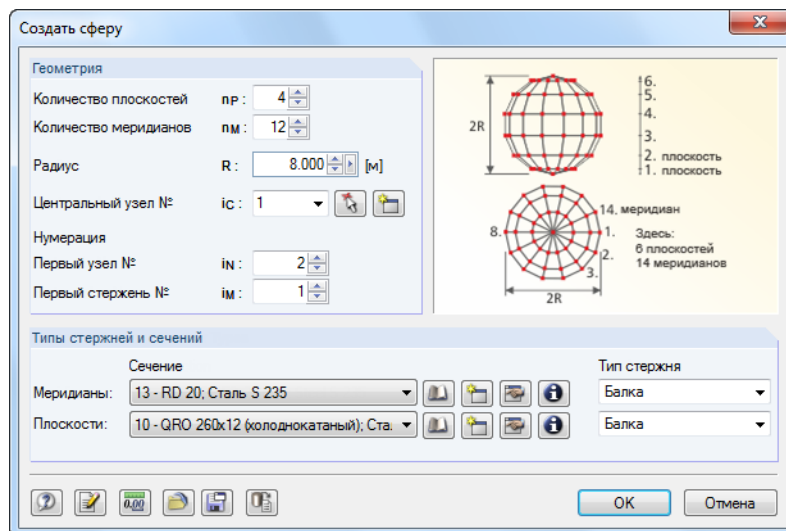 Создать сферу
Геометрия
Количество плоскостей nP : 4
Количество меридианов nM : 12
Радиус R : 8.000 [м]
Центральный узел № iC : 1
Нумерация
Первый узел № iN : 2
Первый стержень № iM : 1
2R
6.
5.
4.
3.
2. плоскость
1. плоскость
14. меридиан
8.
1.
2.
3.
Здесь:
6 плоскостей
14 меридианов
2R
Типы стержней и сечений
Сечение Тип стержня
Меридианы: 13 - RD 20; Сталь S 235 Балка
Плоскости: 10 - QRO 260x12 (холоднокатаный); Ста. Балка
0.00
OK Отмена